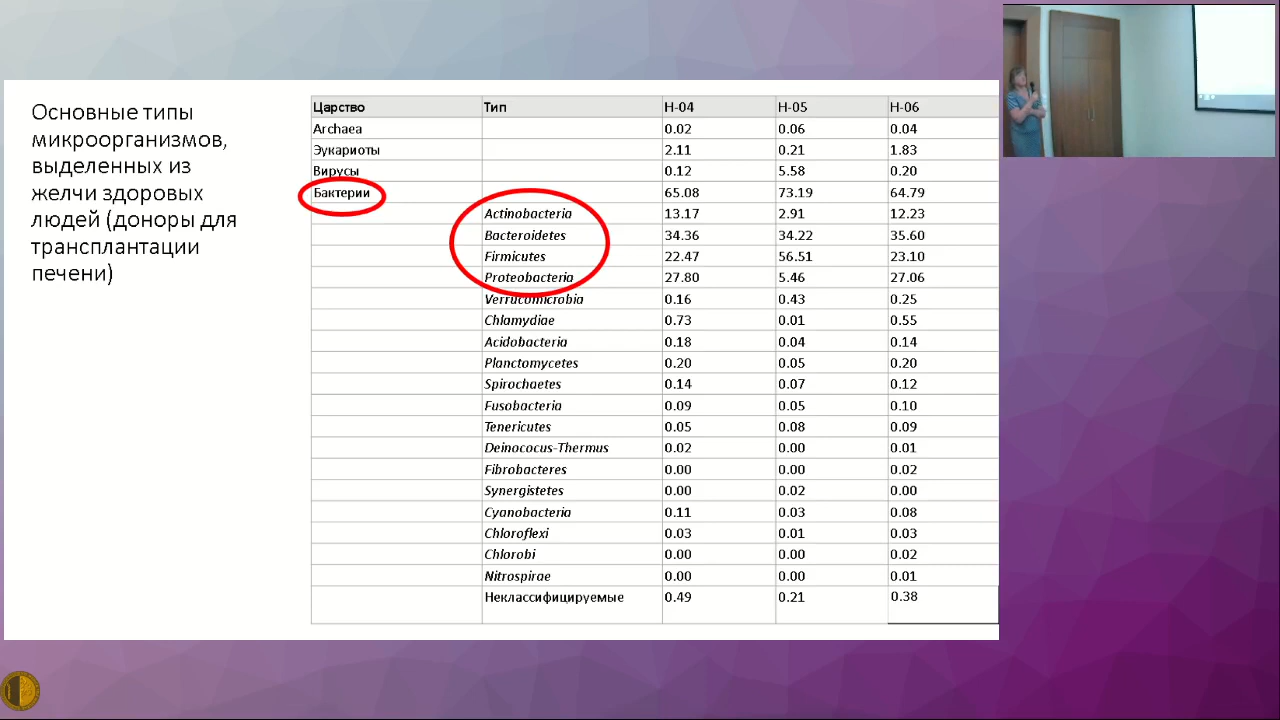 Основные типы
микроорганизмов,
выделенных из
желчи здоровых
людей (доноры для
трансплантации
печени)
Царство Тип H-04 H-05 H-06
Archaea 0.02 0.06 0.04
Эукариоты 2.11 0.21 1.83
Вирусы 0.12 5.58 0.20
Бактерии 65.08 73.19 64.79
Actinobacteria 13.17 2.91 12.23
Bacteroidetes 34.36 34.22 35.60
Firmicutes 22.47 56.51 23.10
Proteobacteria 27.80 5.46 27.06
Verrucomicrobia 0.16 0.43 0.25
Chlamydiae 0.73 0.01 0.55
Acidobacteria 0.18 0.04 0.14
Planctomycetes 0.20 0.05 0.20
Spirochaetes 0.14 0.07 0.12
Fusobacteria 0.09 0.05 0.10
Tenericutes 0.05 0.08 0.09
Deinococus-Thermus 0.02 0.00 0.01
Fibrobacteres 0.00 0.00 0.02
Synergistetes 0.00 0.02 0.00
Cyanobacteria 0.11 0.03 0.08
Chloroflexi 0.03 0.01 0.03
Chlorobi 0.00 0.00 0.02
Nitrospirae 0.00 0.00 0.01
Неклассифицируемые 0.49 0.21 0.38